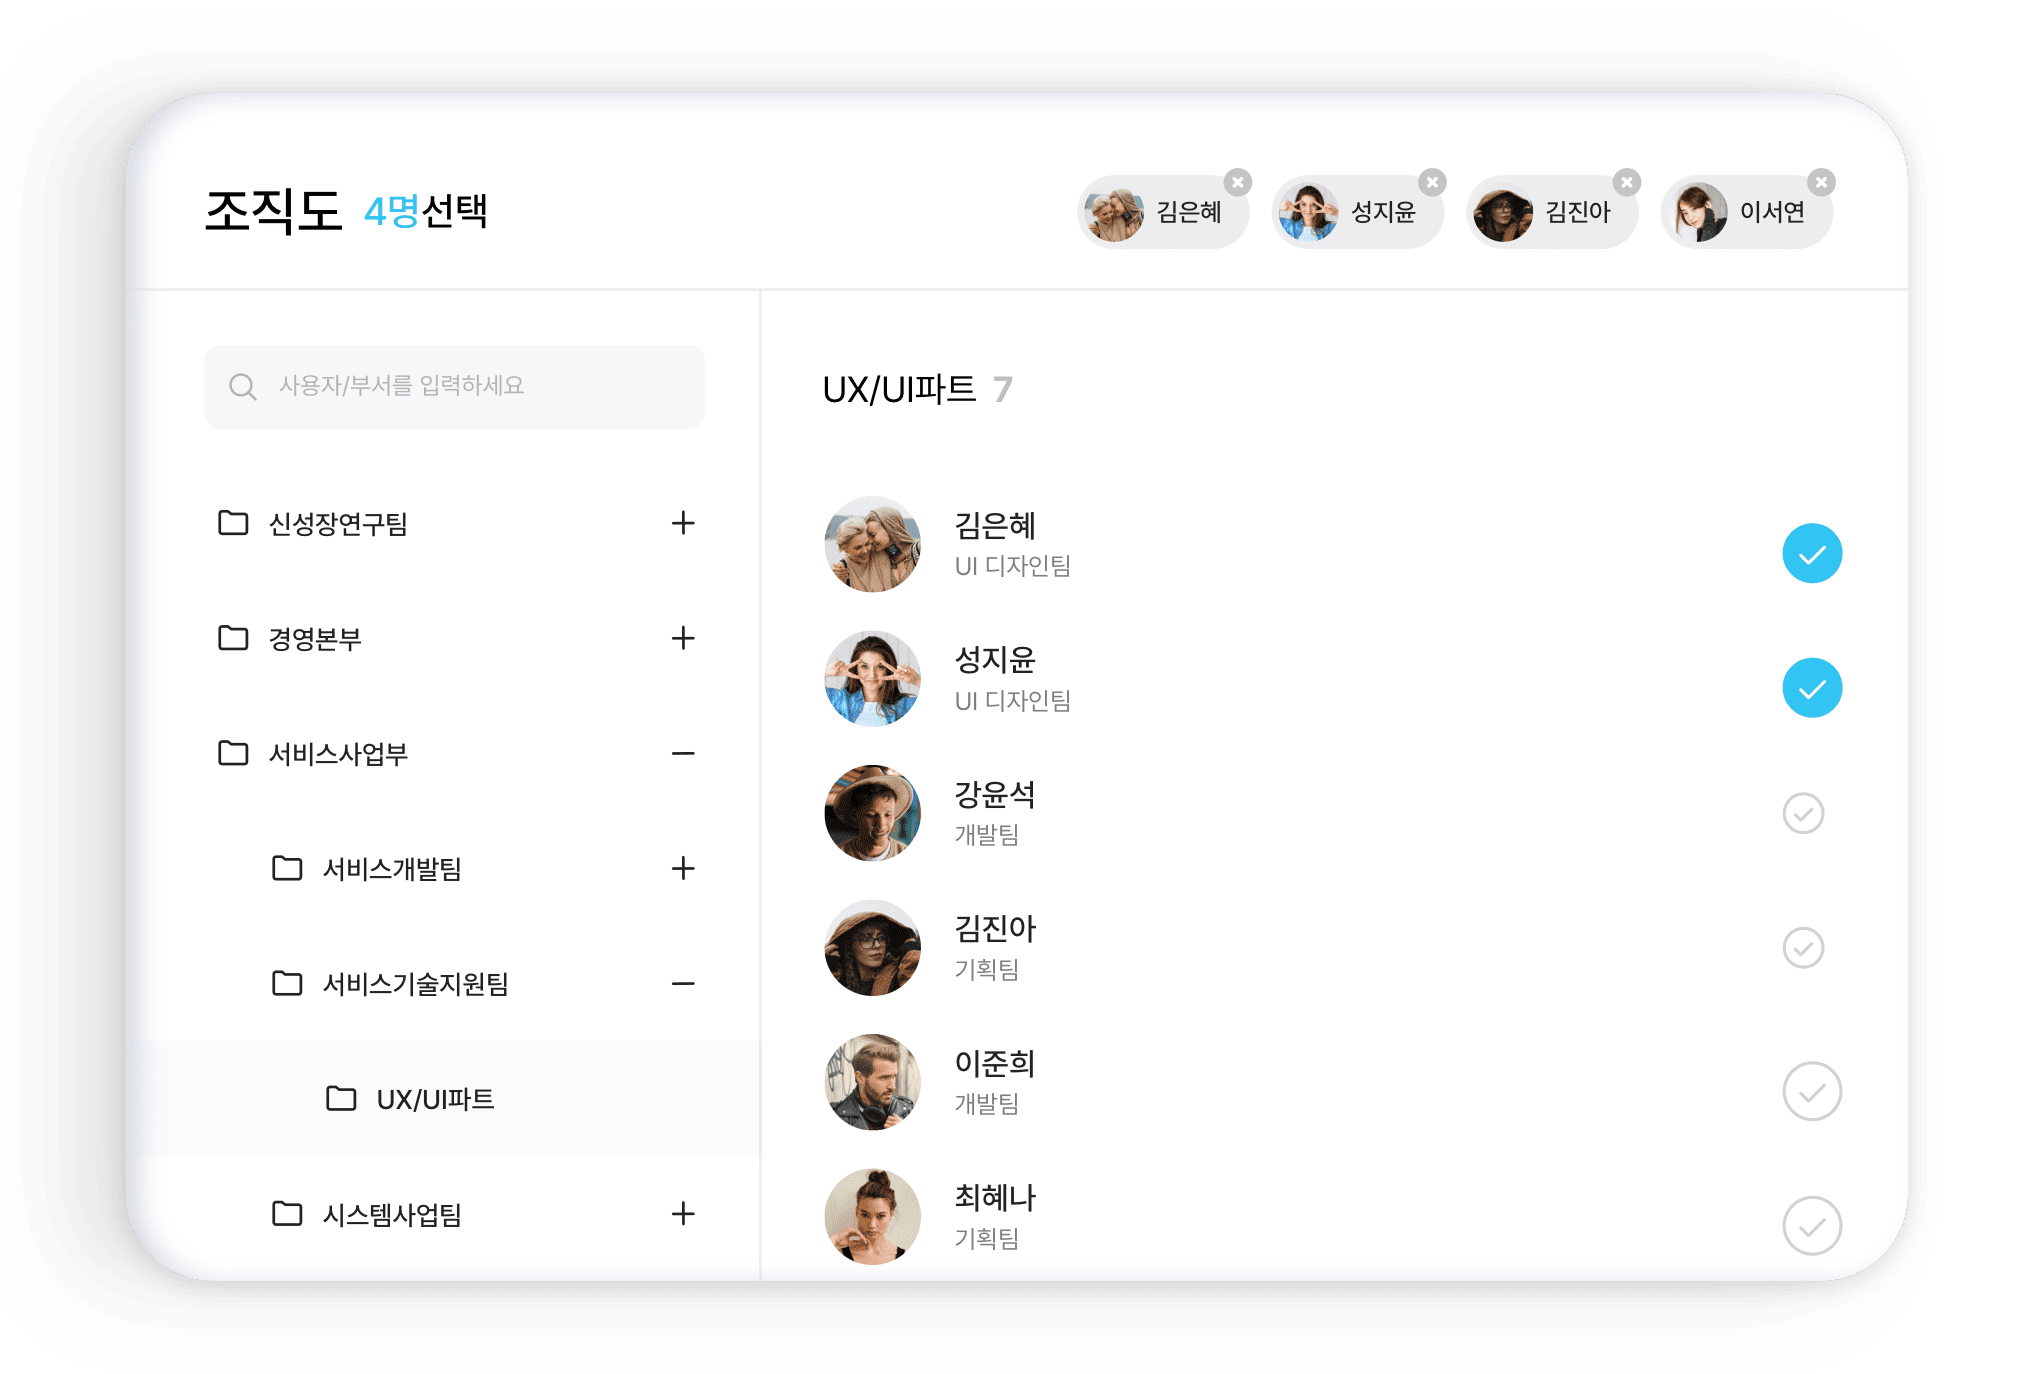 조직도 4명선택
김은혜
성지윤
김진아
이서연
사용자/부서를 입력하세요
신성장연구팀
경영본부
서비스사업부
서비스개발팀
서비스기술지원팀
UX/UI파트
시스템사업팀
UX/UI파트 7
김은혜
UI 디자인팀
성지윤
UI 디자인팀
강윤석
개발팀
김진아
기획팀
이준희
개발팀
최혜나
기획팀